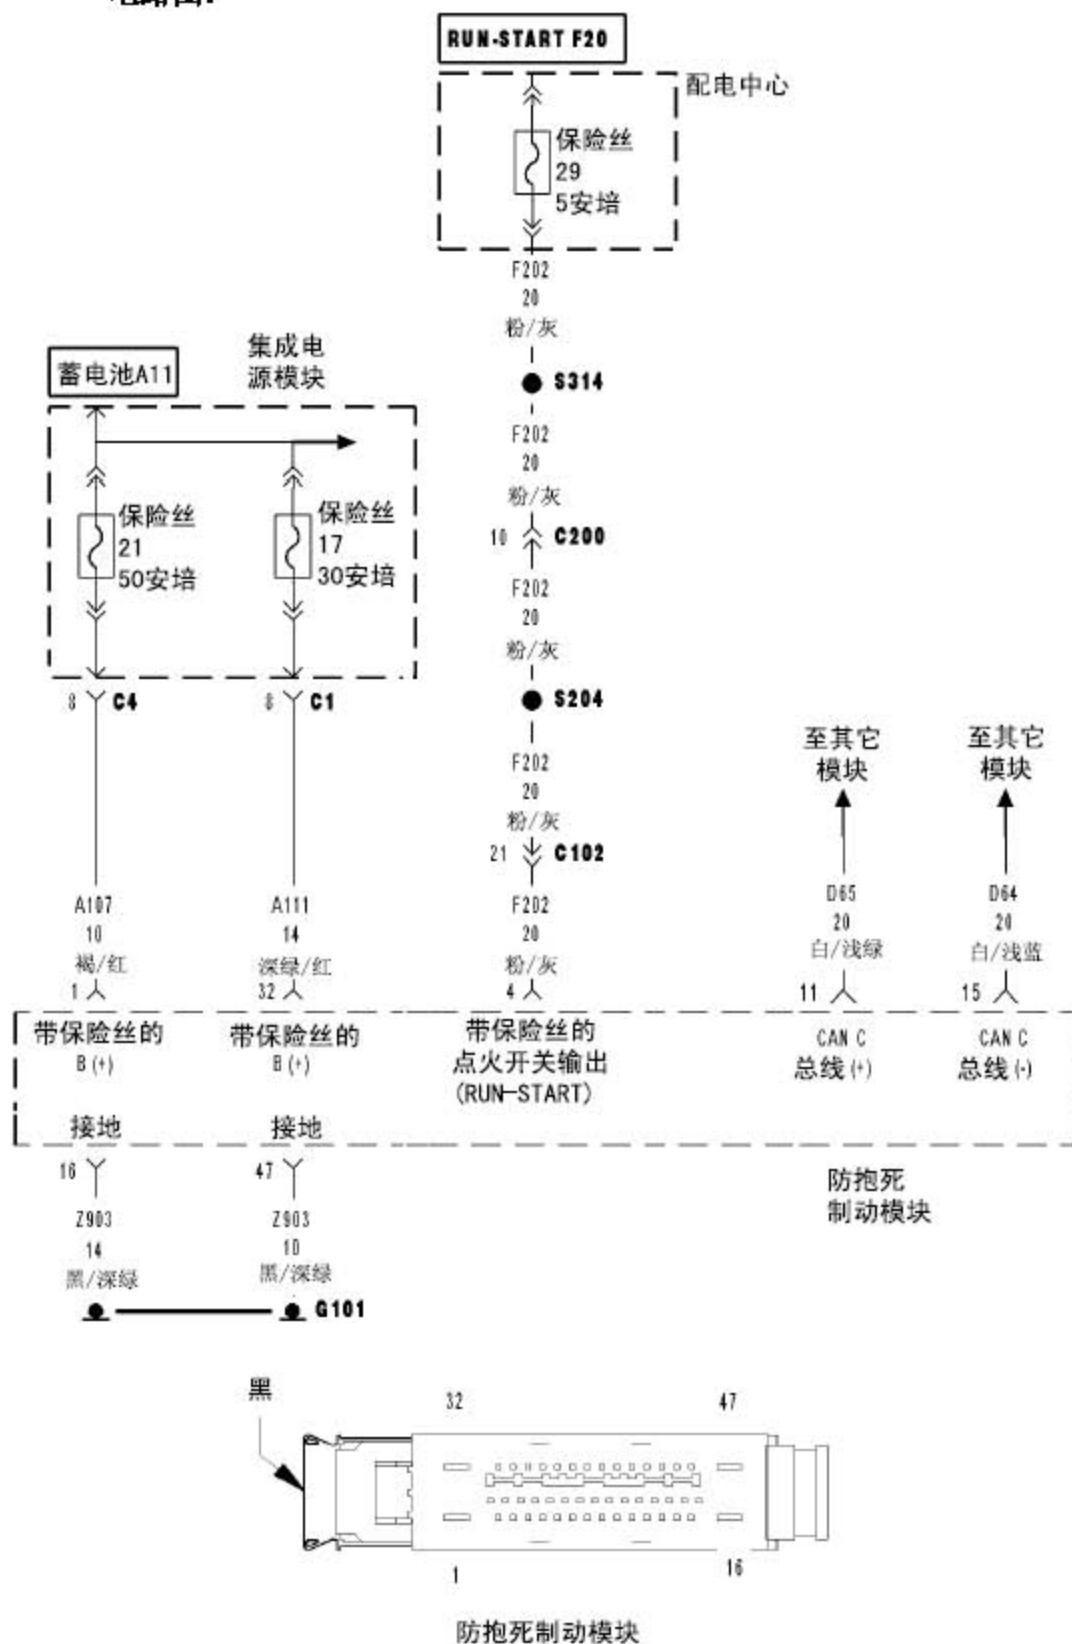 电路图:
RUN-START F20
配电中心
保险丝
29
5安培
F202
20
粉/灰
S314
F202
20
粉/灰
10 C200
F202
20
粉/灰
S204
F202
20
粉/灰
21 C102
F202
20
粉/灰
4
蓄电池A11
集成电
源模块
保险丝
21
50安培
保险丝
17
30安培
8 C4
8 C1
A107
10
褐/红
1
A111
14
深绿/红
32
至其它
模块
至其它
模块
D65
20
白/浅绿
11
D64
20
白/浅蓝
15
带保险丝的
B (+)
带保险丝的
B (+)
带保险丝的
点火开关输出
(RUN-START)
CAN C
总线 (+)
CAN C
总线 (-)
接地
接地
防抱死
制动模块
16
Z903
14
黑/深绿
47
Z903
10
黑/深绿
G101
黑
32
47
1
16
防抱死制动模块